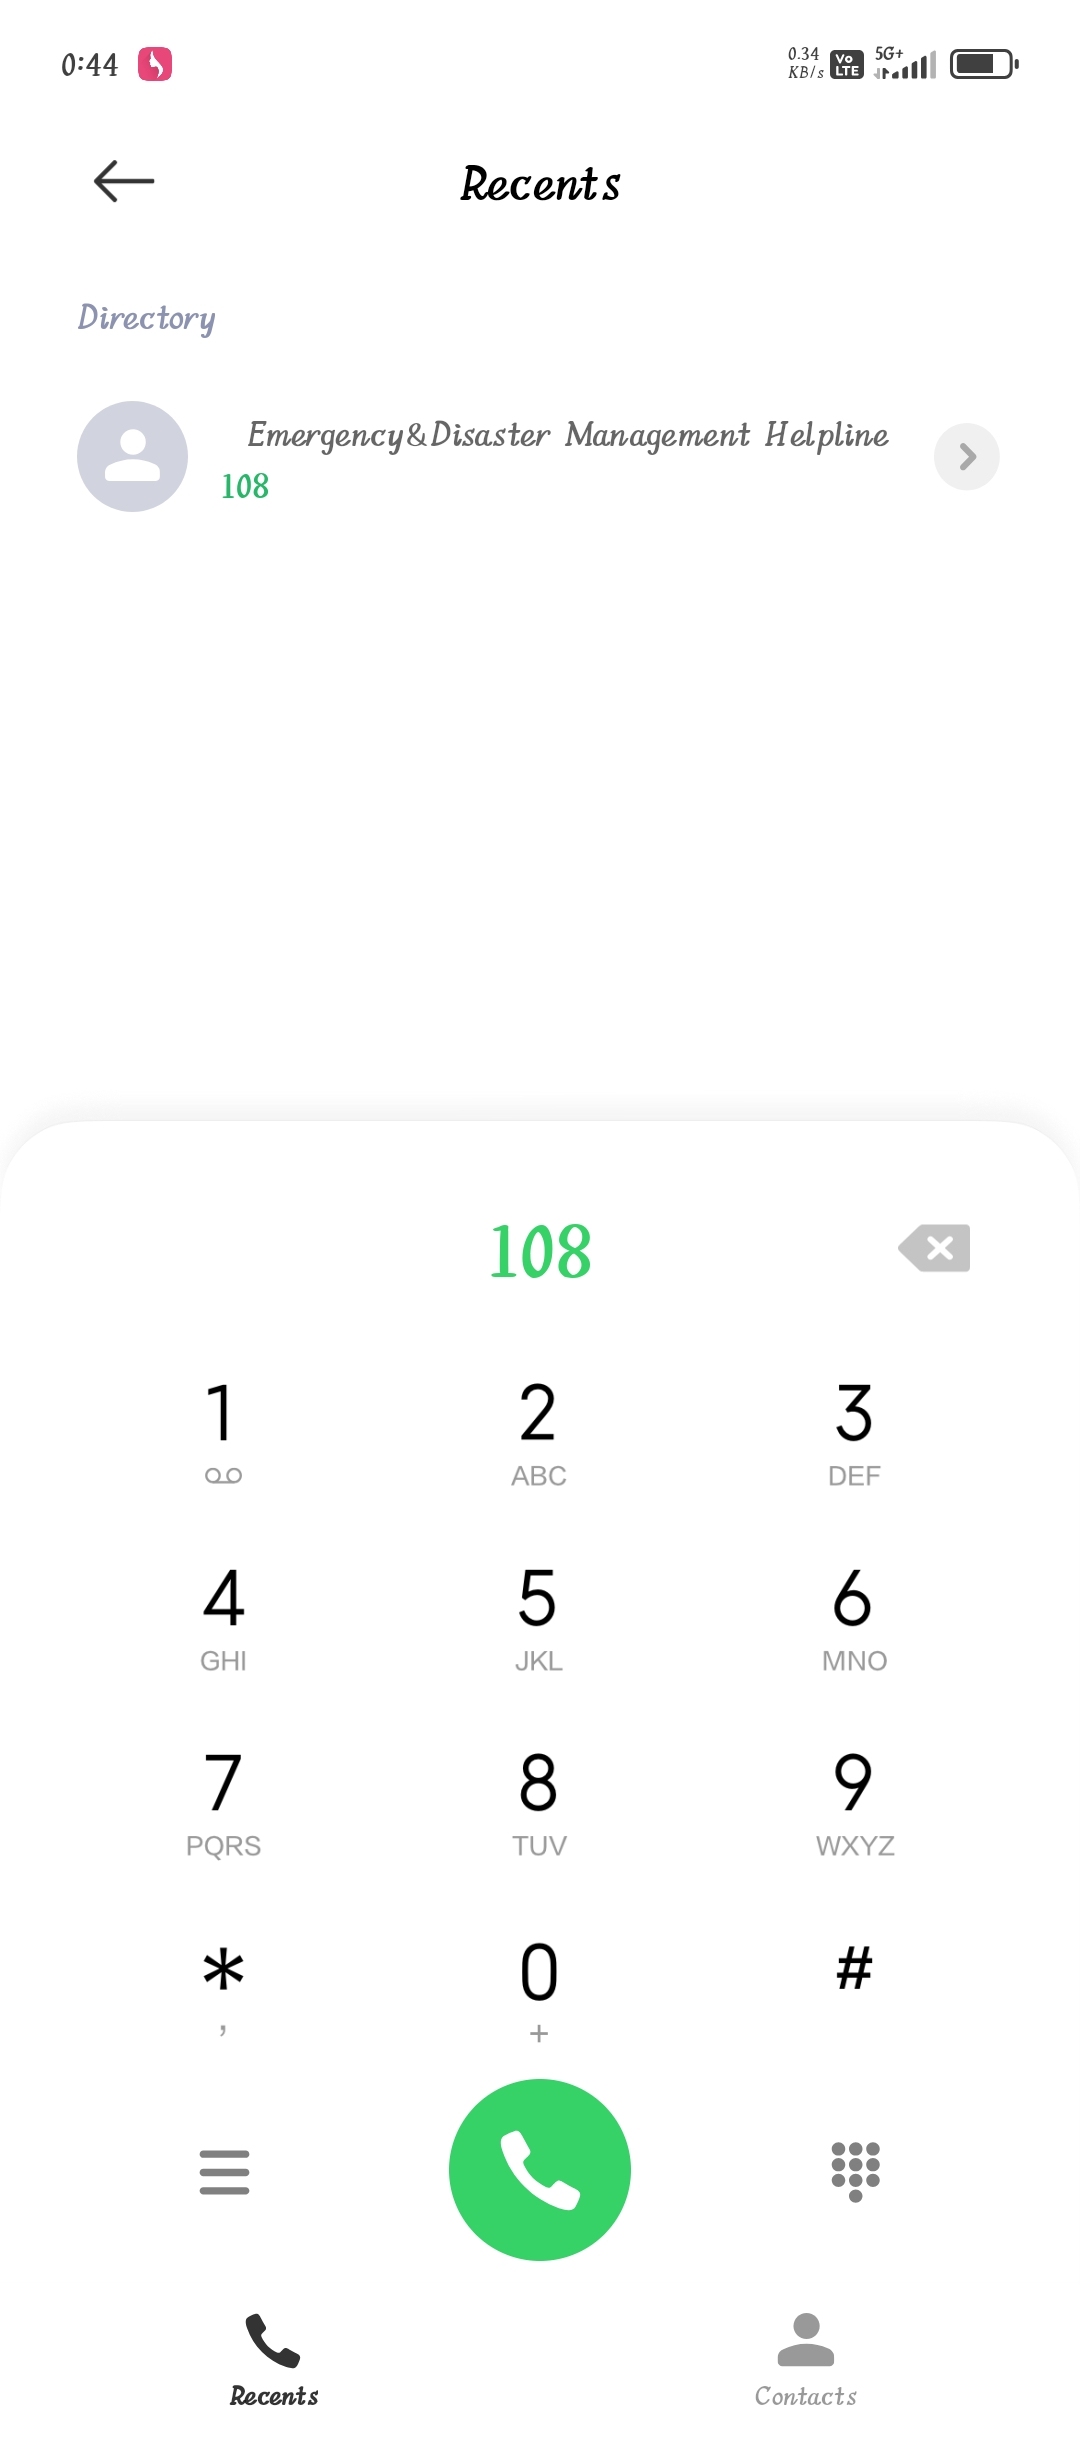 0:44
0.34
KB/s
Vo
LTE
5G+
Recents
Directory
Emergency&Disaster Management Helpline
108
108
1 2 3
ABC DEF
4 5 6
GHI JKL MNO
7 8 9
PQRS TUV WXYZ
* 0 #
, +
Recents Contacts